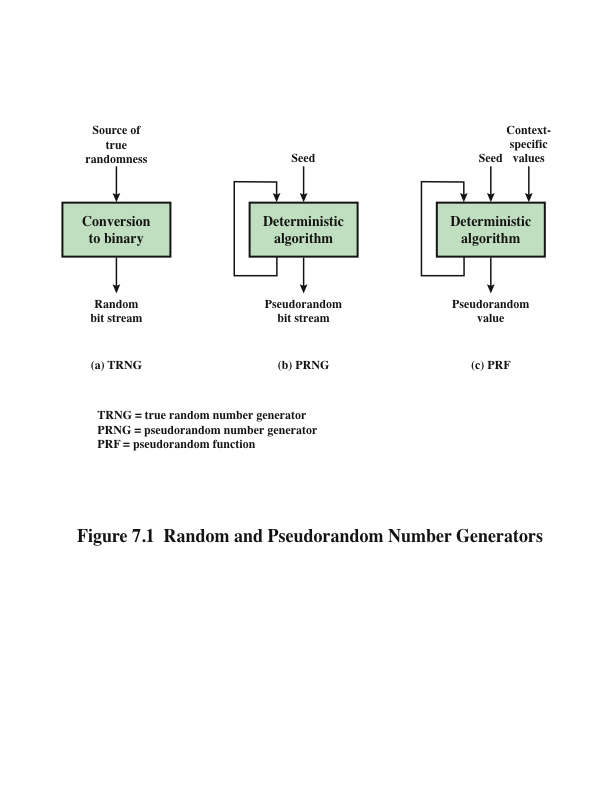 Source of
true
randomness
Conversion
to binary
Random
bit stream
(a) TRNG
Seed
Deterministic
algorithm
Pseudorandom
bit stream
(b) PRNG
Context-
specific
Seed values
Deterministic
algorithm
Pseudorandom
value
(c) PRF
TRNG = true random number generator
PRNG = pseudorandom number generator
PRF = pseudorandom function
Figure 7.1 Random and Pseudorandom Number Generators